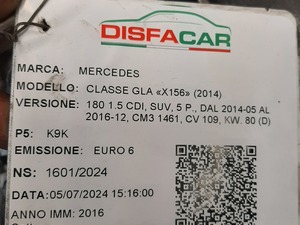 DISFACAR
MARCA: MERCEDES
MODELLO: CLASSE GLA «X156» (2014)
VERSIONE: 180 1.5 CDI, SUV, 5 P., DAL 2014-05 AL
2016-12, CM3 1461, CV 109, KW. 80 (D)
P5: K9K
EMISSIONE: EURO 6
NS: 1601/2024
DATA:05/07/2024 15:16:00
ANNO IMM: 2016